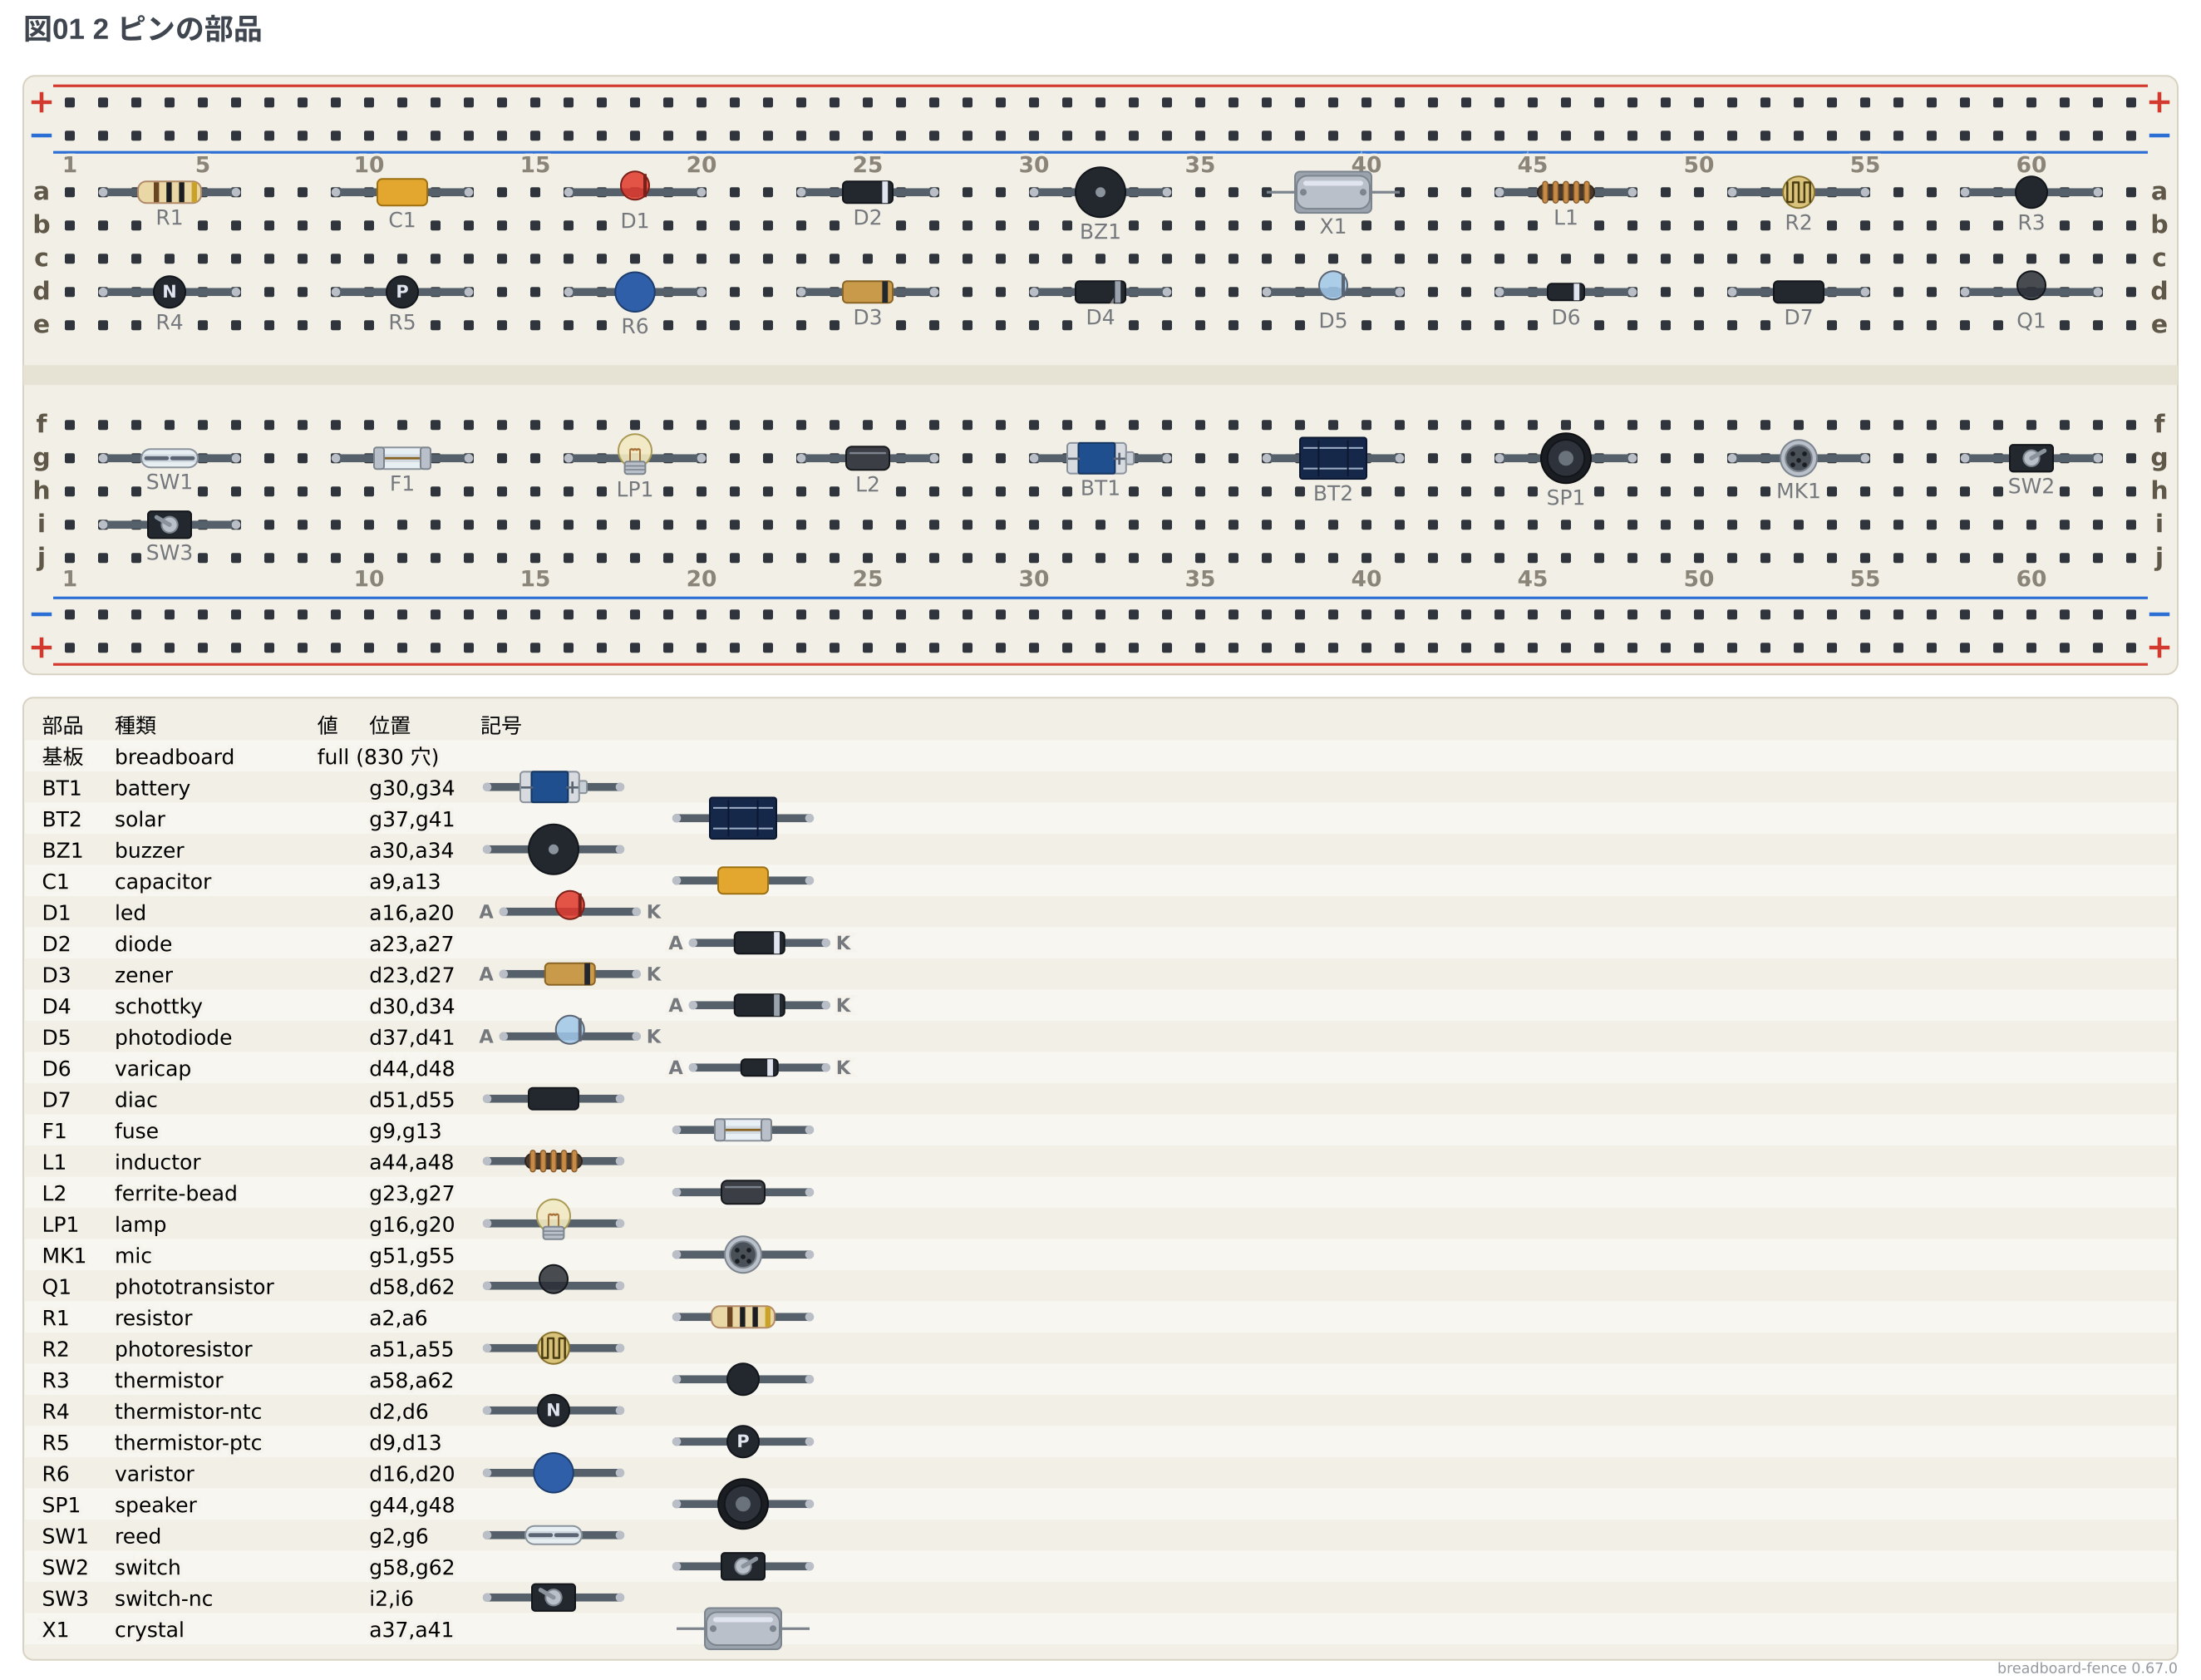 図01 2 ピンの部品
+ +
− −
1 5 10 15 20 25 30 35 40 45 50 55 60
a R1 C1 D1 D2 BZ1 X1 L1 R2 R3 a
b b
c c
d N P d
R4 R5 R6 D3 D4 D5 D6 D7 Q1
e e
f f
g g
SW1 F1 LP1 L2 BT1 + BT2 SP1 MK1 SW2
h h
i i
SW3
j j
1 10 15 20 25 30 35 40 45 50 55 60
− −
+ +
部品 種類 値 位置 記号
基板 breadboard full (830 穴)
BT1 battery g30,g34 − +
BT2 solar g37,g41
BZ1 buzzer a30,a34
C1 capacitor a9,a13
D1 led a16,a20 A K
D2 diode a23,a27 A K
D3 zener d23,d27 A K
D4 schottky d30,d34 A K
D5 photodiode d37,d41 A K
D6 varicap d44,d48 A K
D7 diac d51,d55
F1 fuse g9,g13
L1 inductor a44,a48
L2 ferrite-bead g23,g27
LP1 lamp g16,g20
MK1 mic g51,g55
Q1 phototransistor d58,d62
R1 resistor a2,a6
R2 photoresistor a51,a55
R3 thermistor a58,a62
R4 thermistor-ntc d2,d6 N
R5 thermistor-ptc d9,d13 P
R6 varistor d16,d20
SP1 speaker g44,g48
SW1 reed g2,g6
SW2 switch g58,g62
SW3 switch-nc i2,i6
X1 crystal a37,a41
breadboard-fence 0.67.0